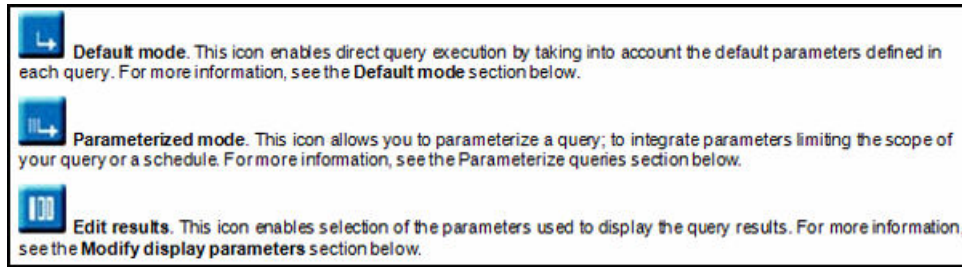 Default mode. This icon enables direct query execution by taking into account the default parameters defined in
each query. For more information, see the Default mode section below.
Parameterized mode. This icon allows you to parameterize a query; to integrate parameters limiting the scope of
your query or a schedule. For more information, see the Parameterize queries section below.
Edit results. This icon enables selection of the parameters used to display the query results. For more information,
see the Modify display parameters section below.